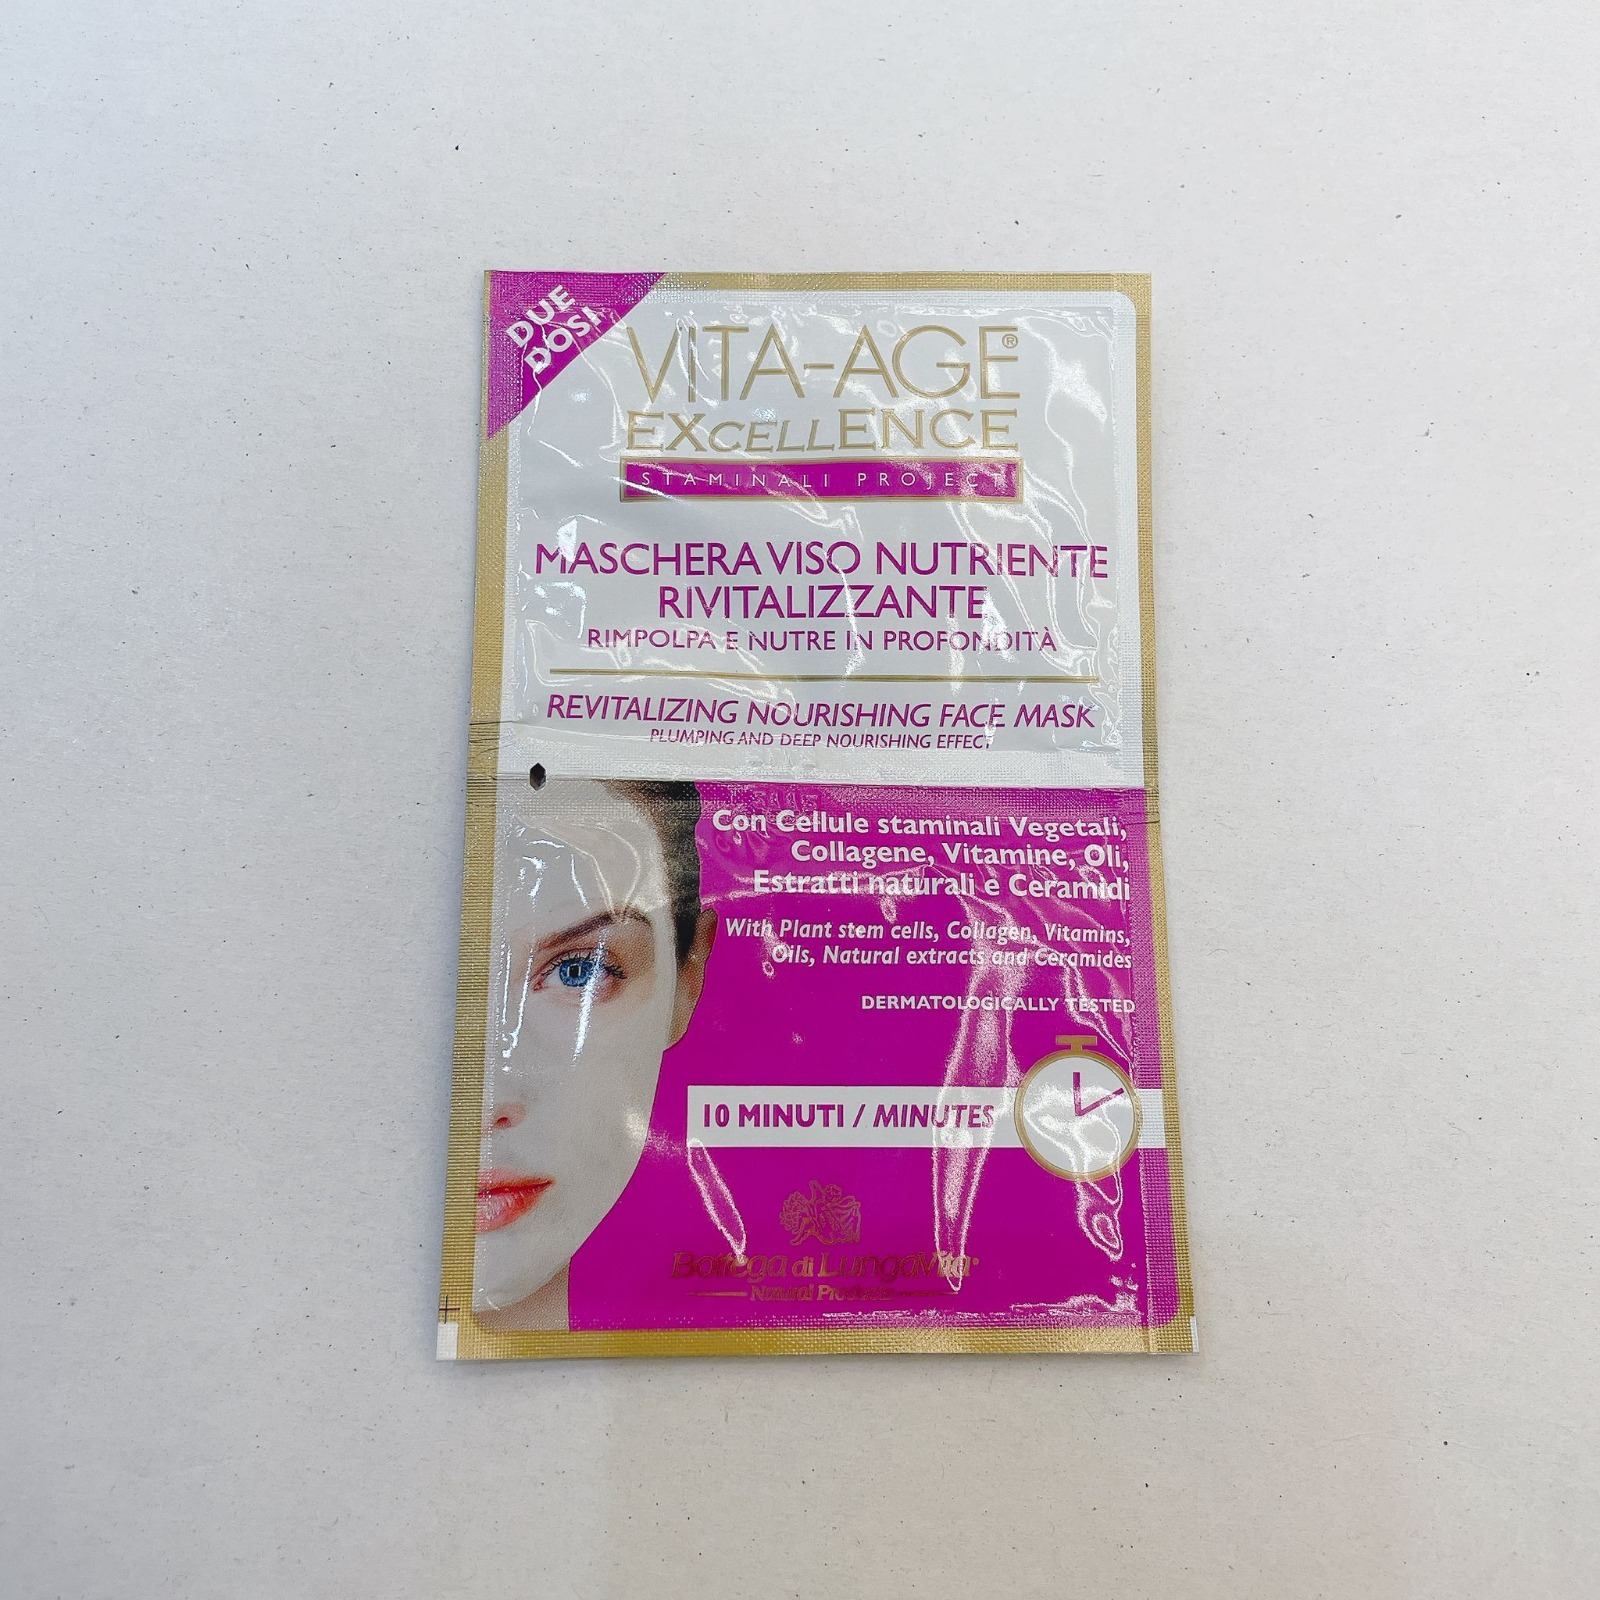 DUE
DOSI
VITA-AGE®
EXCELLENCE
STAMINALI PROJECT
MASCHERA VISO NUTRIENTE
RIVITALIZZANTE
RIMPOLPA E NUTRE IN PROFONDITÀ
REVITALIZING NOURISHING FACE MASK
PLUMPING AND DEEP NOURISHING EFFECT
Con Cellule staminali Vegetali,
Collagene, Vitamine, Oli,
Estratti naturali e Ceramidi
With Plant stem cells, Collagen, Vitamins,
Oils, Natural extracts and Ceramides
DERMATOLOGICALLY TESTED
10 MINUTI / MINUTES
Bottega di LungaVita®
Natural Products